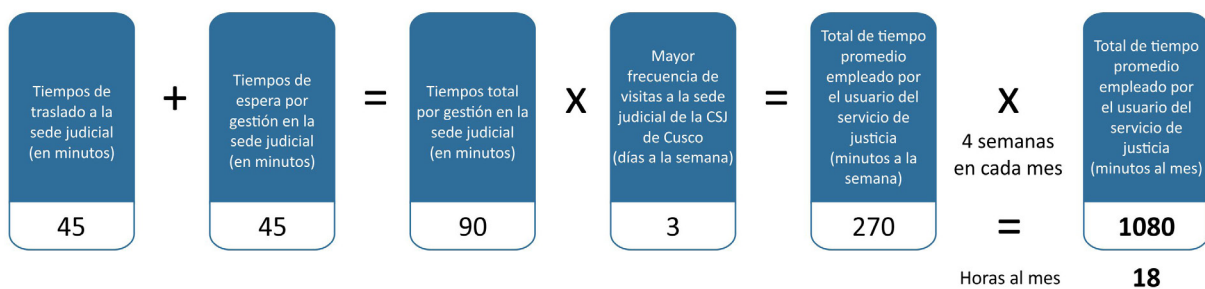 Tiempos de
traslado a la
sede judicial
(en minutos)
45
+
Tiempos de
espera por
gestión en la
sede judicial
(en minutos)
45
=
Tiempos total
por gestión en la
sede judicial
(en minutos)
90
X
Mayor
frecuencia de
visitas a la sede
judicial de la CSJ
de Cusco
(días a la semana)
3
=
Total de tiempo
promedio
empleado por
el usuario del
servicio de
justicia
(minutos a la
semana)
270
X
4 semanas
en cada mes
=
Total de tiempo
promedio
empleado por
el usuario del
servicio de
justicia
(minutos al mes)
1080
Horas al mes
18